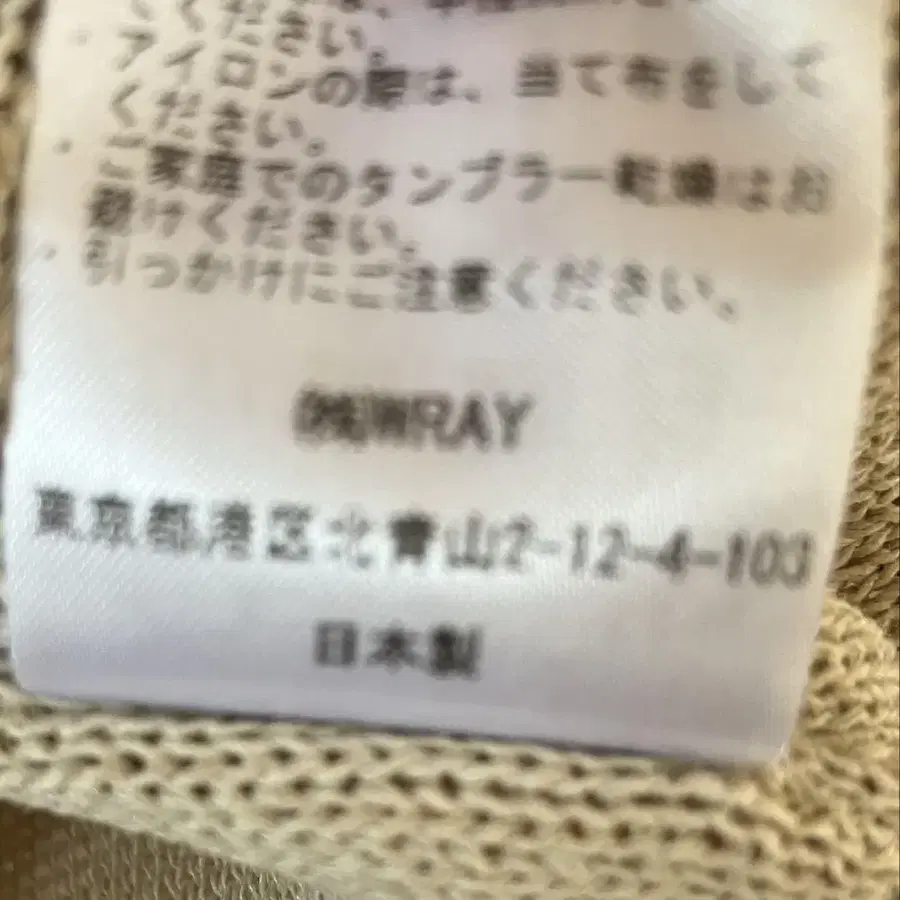 ください。
アイロンの際は、当て布をして
ください。
・ご家庭でのタンブラー乾燥はお
避けください。
・引っかけにご注意ください。
㈱WRAY
東京都港区北青山2-12-4-103
日本製